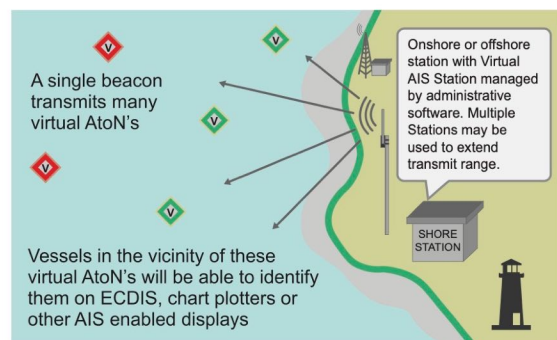 V
V
A single beacon
transmits many
virtual AtoN's
V
V
V
Onshore or offshore
station with Virtual
AIS Station managed
by administrative
software. Multiple
Stations may be
used to extend
transmit range.
SHORE
STATION
Vessels in the vicinity of these
virtual AtoN's will be able to identify
them on ECDIS, chart plotters or
other AIS enabled displays